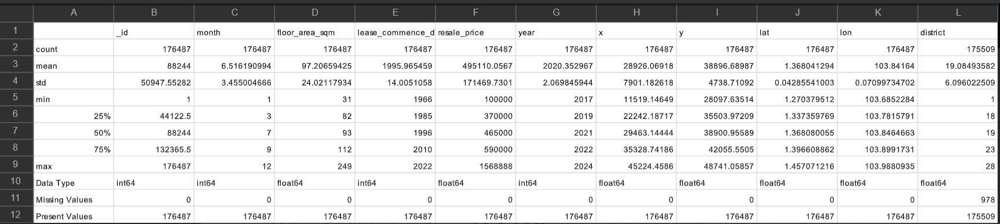 A B C D E F G H I J K L
1 _id month floor_area_sqm lease_commence_d resale_price year x y lat lon district
2 count 176487 176487 176487 176487 176487 176487 176487 176487 176487 176487 175509
3 mean 88244 6.516190994 97.20659425 1995.965459 495110.0567 2020.352967 28926.06918 38896.68987 1.368041294 103.84164 19.08493582
4 std 50947.55282 3.455004666 24.02117934 14.0051058 171469.7301 2.069845944 7901.182618 4738.71092 0.04285541003 0.07099734702 6.096022509
5 min 1 1 31 1966 100000 2017 11519.14649 28097.63514 1.270379512 103.6852284 1
6 25% 44122.5 3 82 1985 370000 2019 22242.18717 35503.97209 1.337359769 103.7815791 18
7 50% 88244 7 93 1996 465000 2021 29463.14444 38900.95589 1.368080055 103.8464663 19
8 75% 132365.5 9 112 2010 590000 2022 35328.74186 42055.5505 1.396608862 103.8991731 23
9 max 176487 12 249 2022 1568888 2024 45224.4586 48741.05857 1.457071216 103.9880935 28
10 Data Type int64 int64 float64 int64 float64 int64 float64 float64 float64 float64 float64
11 Missing Values 0 0 0 0 0 0 0 0 0 0 978
12 Present Values 176487 176487 176487 176487 176487 176487 176487 176487 176487 176487 175509